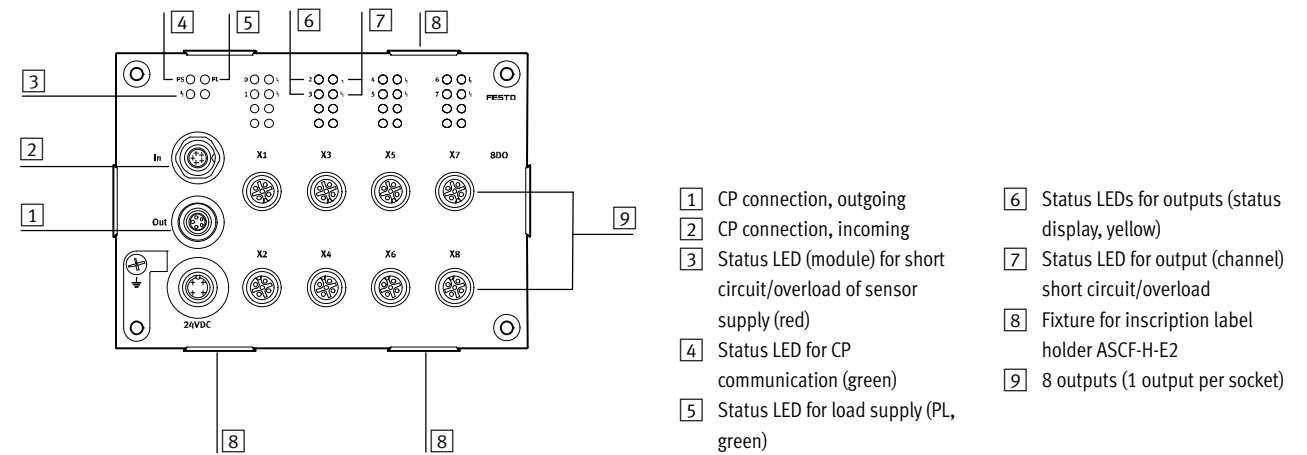 4 5 6 7 8
3
PS PL 0 2 4 6
1 3 5 7
FESTO
2
In X1 X3 X5 X7 8DO
1
Out
9
X2 X4 X6 X8
24VDC
8 8
1 CP connection, outgoing
2 CP connection, incoming
3 Status LED (module) for short
circuit/overload of sensor
supply (red)
4 Status LED for CP
communication (green)
5 Status LED for load supply (PL,
green)
6 Status LEDs for outputs (status
display, yellow)
7 Status LED for output (channel)
short circuit/overload
8 Fixture for inscription label
holder ASCF-H-E2
9 8 outputs (1 output per socket)